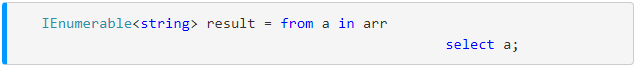 IEnumerable<string> result = from a in arr
select a;